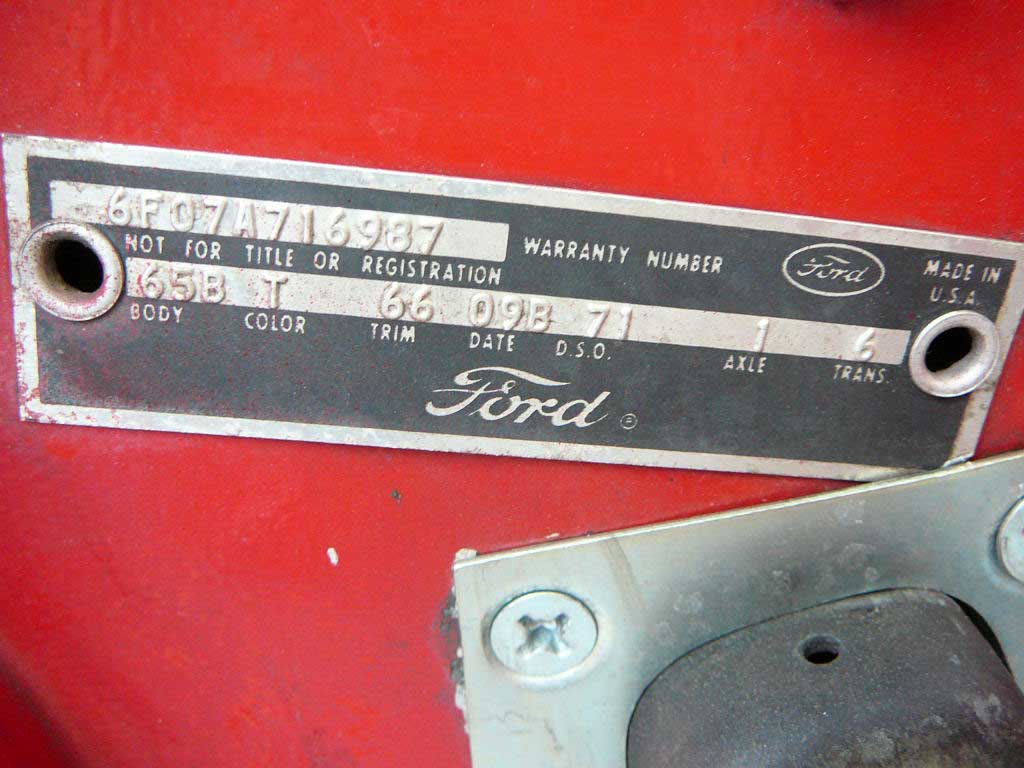 6F07A716987
WARRANTY NUMBER
Ford
MADE IN
U.S.A.
NOT FOR TITLE OR REGISTRATION
65B T 66 09B 71 1 6
BODY COLOR TRIM DATE D.S.O. AXLE TRANS.
Ford ®